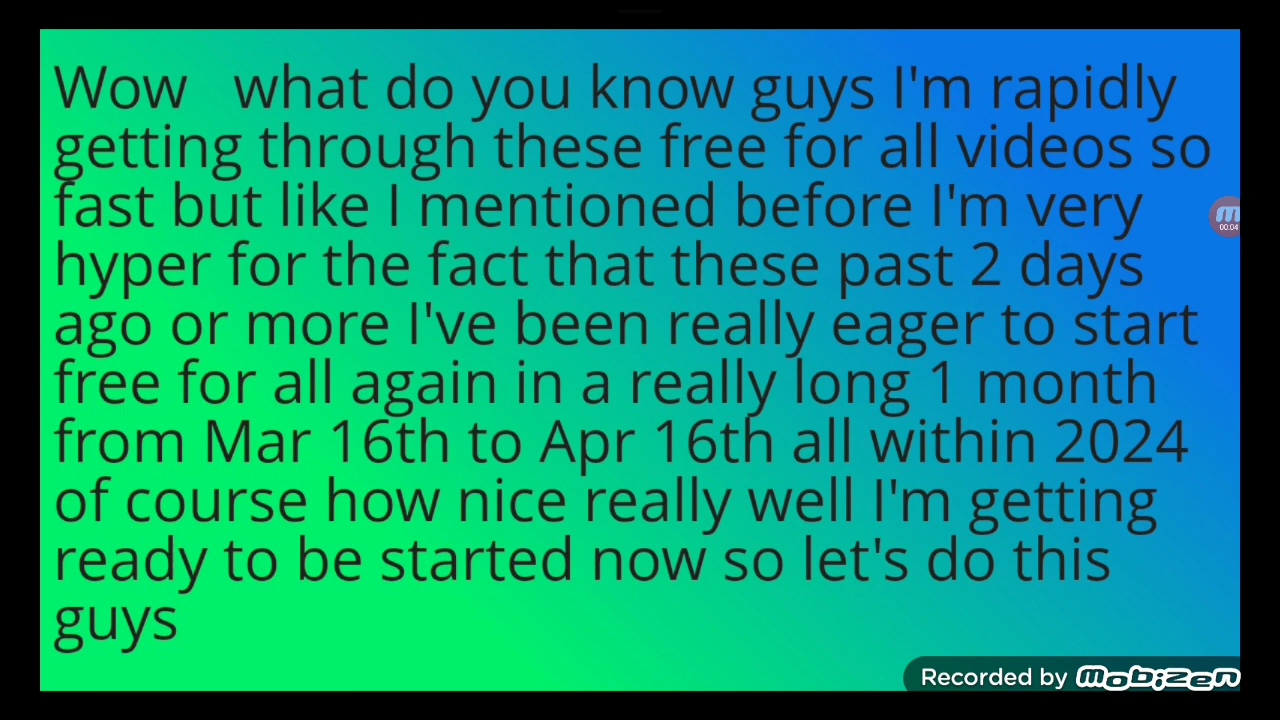 Wow   what do you know guys I'm rapidly
getting through these free for all videos so
fast but like I mentioned before I'm very
hyper for the fact that these past 2 days
ago or more I've been really eager to start
free for all again in a really long 1 month
from Mar 16th to Apr 16th all within 2024
of course how nice really well I'm getting
ready to be started now so let's do this
guys
m
00:04
Recorded by mobizen